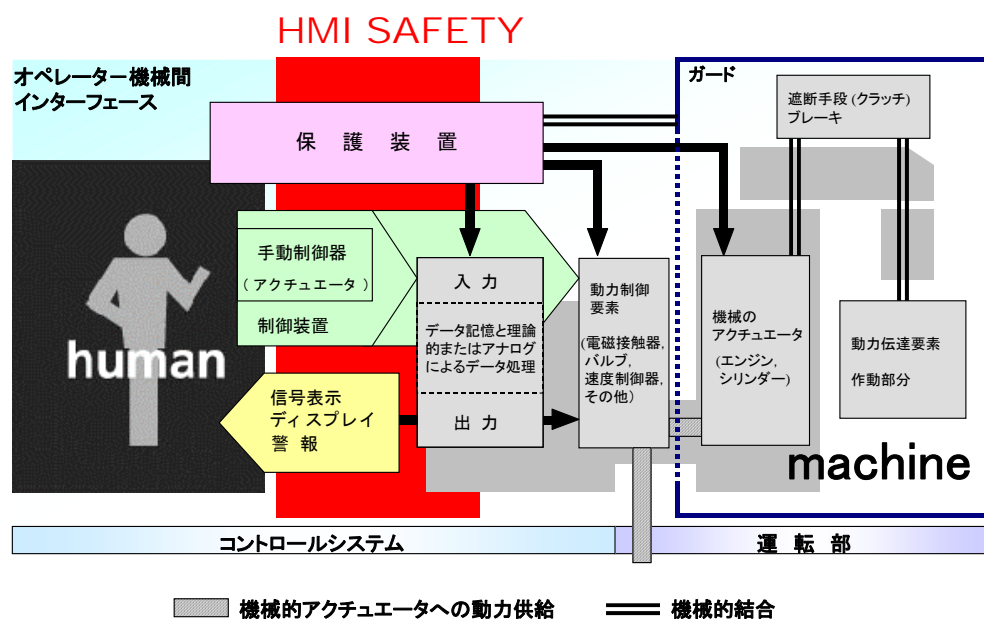 HMI SAFETY
オペレーター機械間
インターフェース
ガード
遮断手段(クラッチ)
ブレーキ
保 護 装 置
手動制御器
(アクチュエータ)
制御装置
入 力
データ記憶と理論
的またはアナログ
によるデータ処理
出 力
動力制御
要素
(電磁接触器,
バルブ,
速度制御器,
その他)
機械の
アクチュエータ
(エンジン,
シリンダー)
動力伝達要素
作動部分
human
信号表示
ディスプレイ
警 報
machine
コントロールシステム
運 転 部
機械的アクチュエータへの動力供給
機械的結合